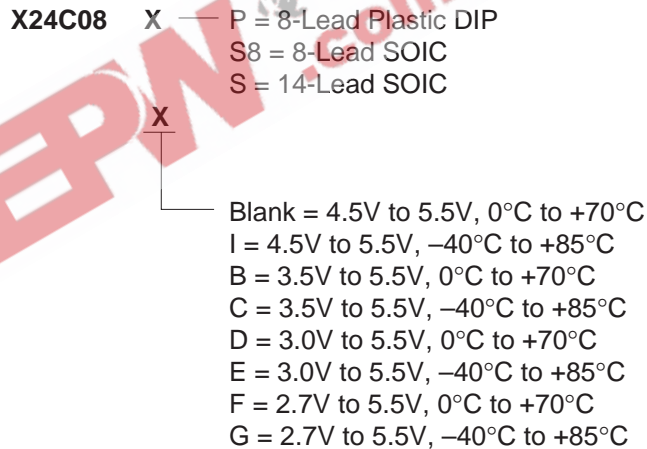 X24C08 X P = 8-Lead Plastic DIP
S8 = 8-Lead SOIC
S = 14-Lead SOIC
X
Blank = 4.5V to 5.5V, 0°C to +70°C
I = 4.5V to 5.5V, –40°C to +85°C
B = 3.5V to 5.5V, 0°C to +70°C
C = 3.5V to 5.5V, –40°C to +85°C
D = 3.0V to 5.5V, 0°C to +70°C
E = 3.0V to 5.5V, –40°C to +85°C
F = 2.7V to 5.5V, 0°C to +70°C
G = 2.7V to 5.5V, –40°C to +85°C
EPW .com